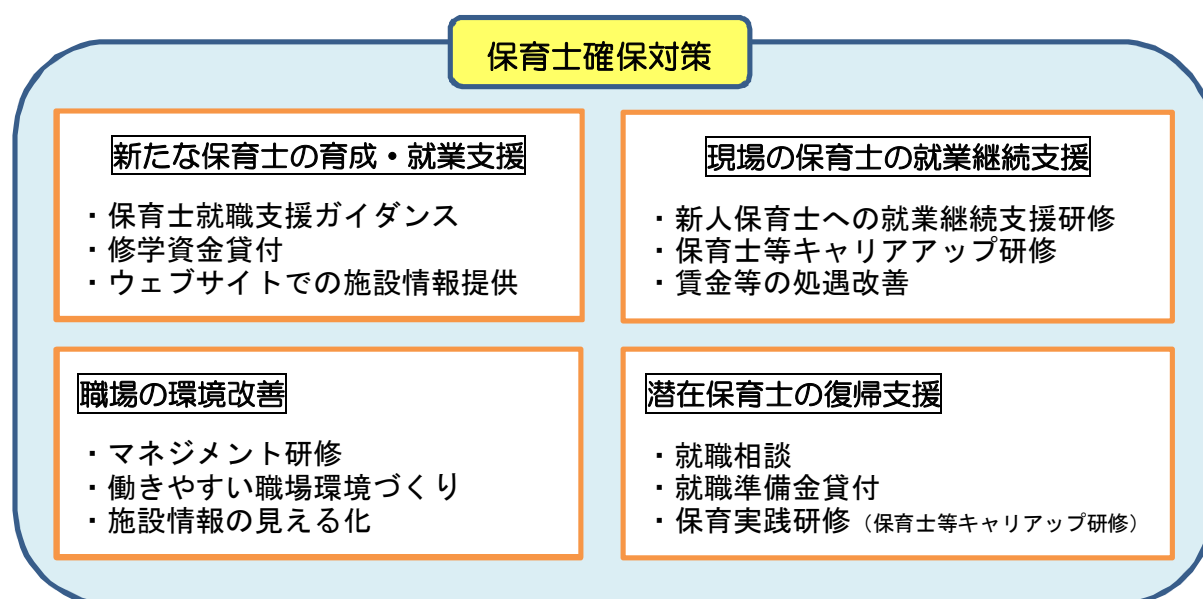 保育士確保対策
新たな保育士の育成・就業支援
・保育士就職支援ガイダンス
・修学資金貸付
・ウェブサイトでの施設情報提供
現場の保育士の就業継続支援
・新人保育士への就業継続支援研修
・保育士等キャリアアップ研修
・賃金等の処遇改善
職場の環境改善
・マネジメント研修
・働きやすい職場環境づくり
・施設情報の見える化
潜在保育士の復帰支援
・就職相談
・就職準備金貸付
・保育実践研修（保育士等キャリアップ研修）